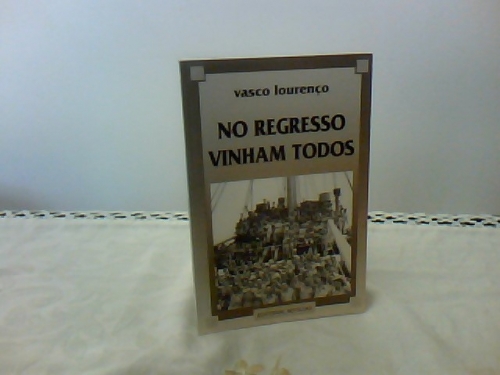 vasco lourenço
NO REGRESSO
VINHAM TODOS